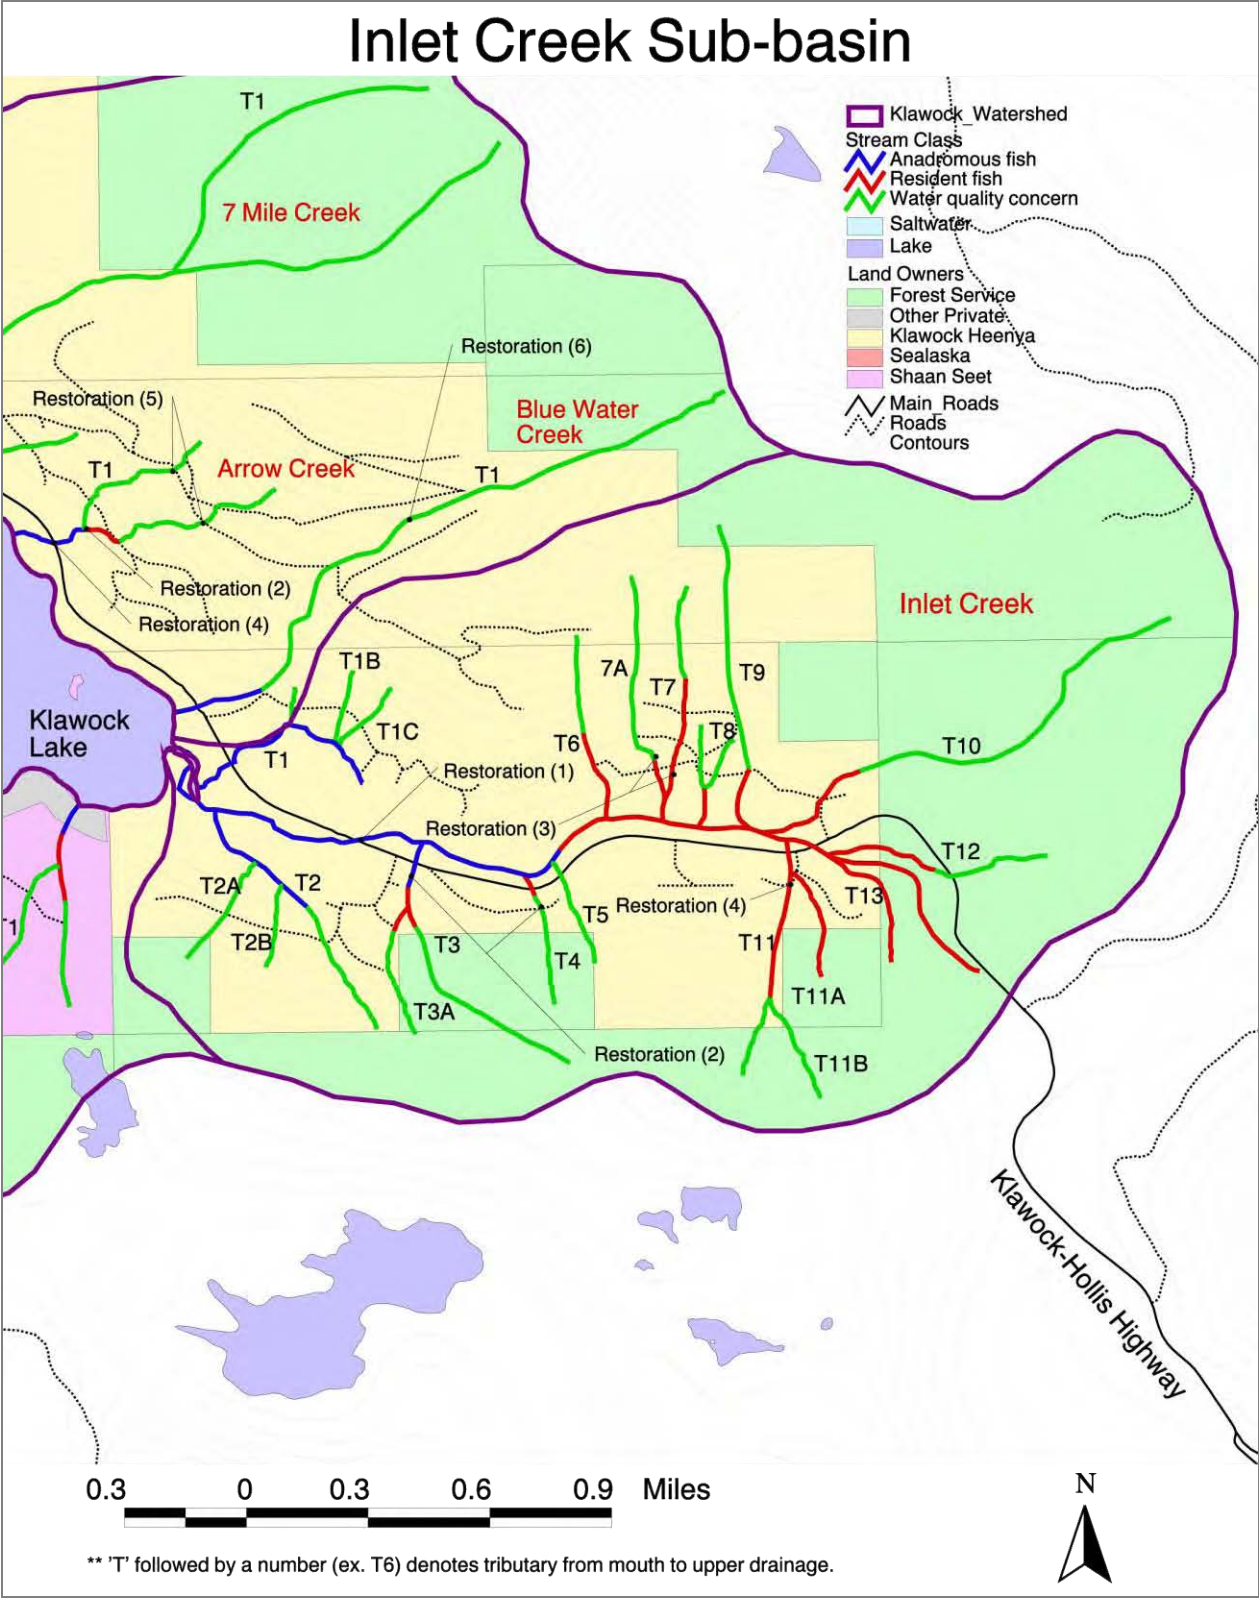 Inlet Creek Sub-basin
T1
7 Mile Creek
Klawock_Watershed
Stream Class
Anadromous fish
Resident fish
Water quality concern
Saltwater
Lake
Land Owners
Forest Service
Other Private
Klawock Heenya
Sealaska
Shaan Seet
Main_Roads
Roads
Contours
Restoration (6)
Restoration (5)
Blue Water
Creek
T1
Arrow Creek
T1
Restoration (2)
Restoration (4)
Inlet Creek
T1B
7A
T7
T9
Klawock
Lake
T1C
T8
T6
T10
T1
Restoration (1)
Restoration (3)
T12
T2A
T2
T13
Restoration (4)
T5
1
T2B
T3
T11
T4
T11A
T3A
Restoration (2)
T11B
Klawock-Hollis Highway
0.3 0 0.3 0.6 0.9 Miles
N
** 'T' followed by a number (ex. T6) denotes tributary from mouth to upper drainage.